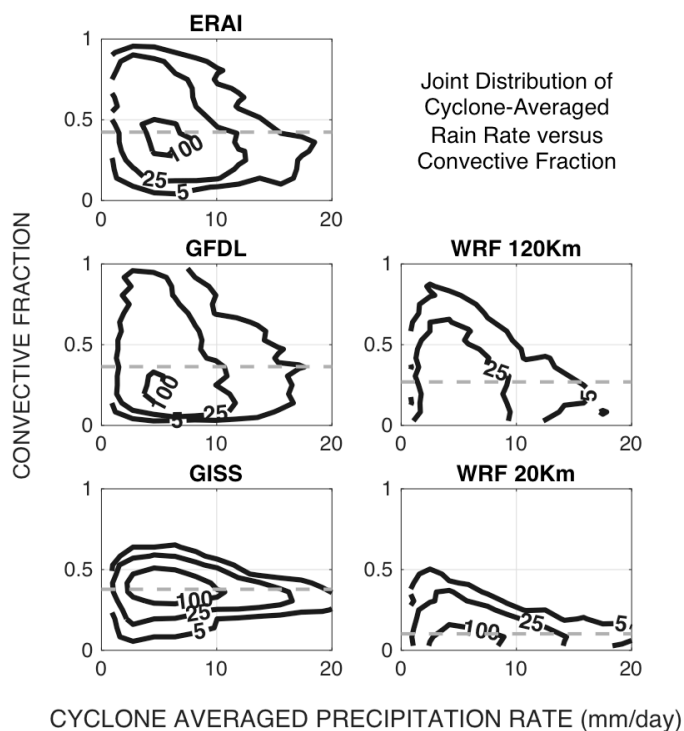 ERAI
1
0.5
0
0 10 20
100
25
5
Joint Distribution of
Cyclone-Averaged
Rain Rate versus
Convective Fraction
CONVECTIVE FRACTION
GFDL
1
0.5
0
0 10 20
100
25
5
WRF 120Km
1
0.5
0
0 10 20
25
5
GISS
1
0.5
0
0 10 20
100
25
5
WRF 20Km
1
0.5
0
0 10 20
100
25
5
CYCLONE AVERAGED PRECIPITATION RATE (mm/day)